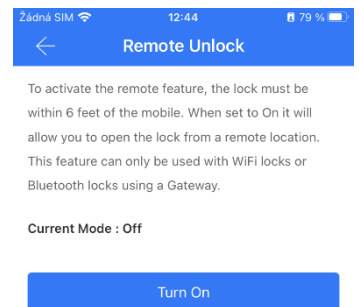 Žádná SIM 12:44 79 %
Remote Unlock
To activate the remote feature, the lock must be
within 6 feet of the mobile. When set to On it will
allow you to open the lock from a remote location.
This feature can only be used with WiFi locks or
Bluetooth locks using a Gateway.
Current Mode : Off
Turn On